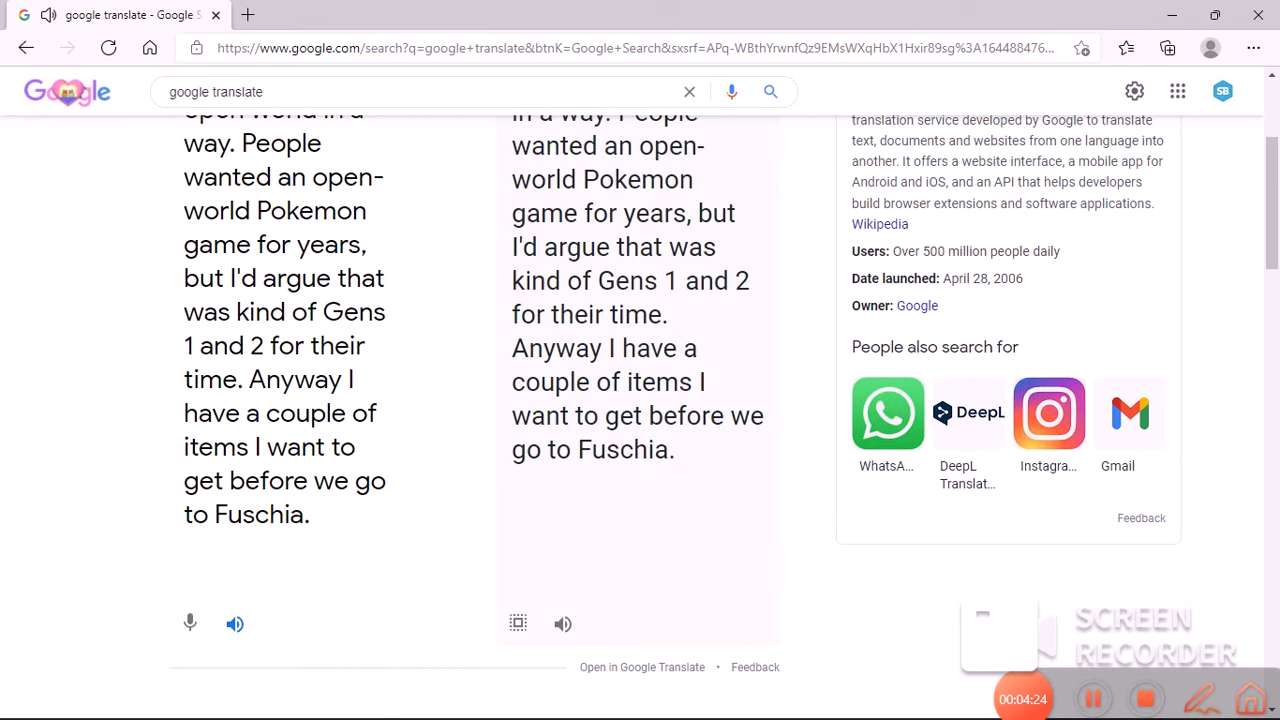 google translate - Google S
https://www.google.com/search?q=google+translate&btnK=Google+Search&sxsrf=APq-WBthYrwnfQz9EMsWXqHbX1Hxir89sg%3A164488476...
Google
google translate
SB
open world in a
way. People
wanted an open-
world Pokemon
game for years,
but I'd argue that
was kind of Gens
1 and 2 for their
time. Anyway I
have a couple of
items I want to
get before we go
to Fuschia.
in a way. People
wanted an open-
world Pokemon
game for years, but
I'd argue that was
kind of Gens 1 and 2
for their time.
Anyway I have a
couple of items I
want to get before we
go to Fuschia.
translation service developed by Google to translate
text, documents and websites from one language into
another. It offers a website interface, a mobile app for
Android and iOS, and an API that helps developers
build browser extensions and software applications.
Wikipedia
Users: Over 500 million people daily
Date launched: April 28, 2006
Owner: Google
People also search for
DeepL
WhatsA...
DeepL
Translat...
Instagra...
Gmail
Feedback
Open in Google Translate • Feedback
SCREEN
RECORDER
00:04:24